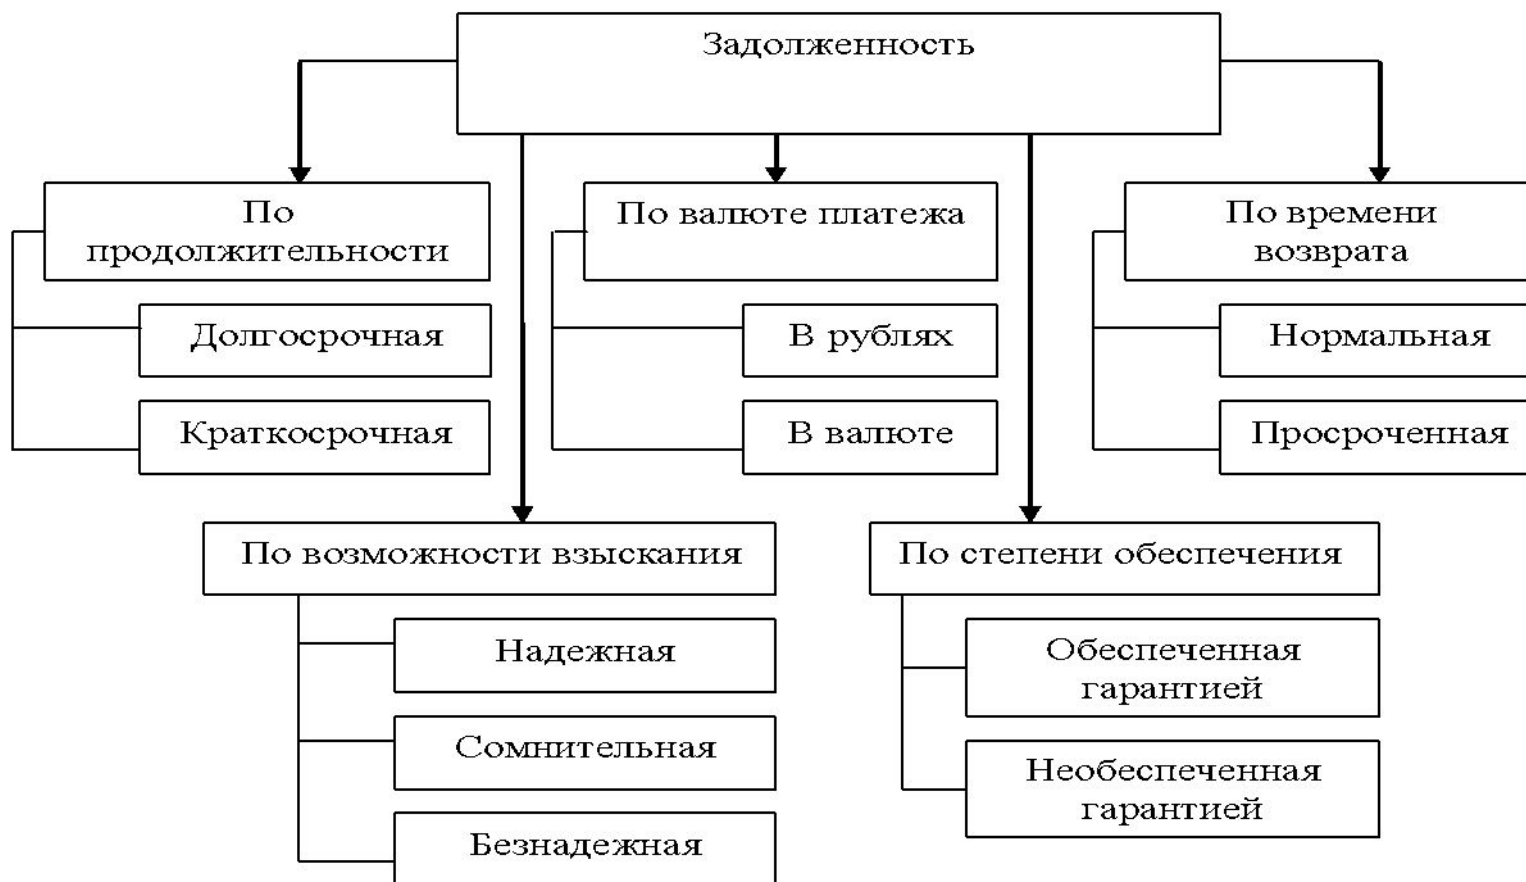 Задолженность
По
продолжительности
Долгосрочная
Краткосрочная
По валюте платежа
В рублях
В валюте
По времени
возврата
Нормальная
Просроченная
По возможности взыскания
Надежная
Сомнительная
Безнадежная
По степени обеспечения
Обеспеченная
гарантией
Необеспеченная
гарантией